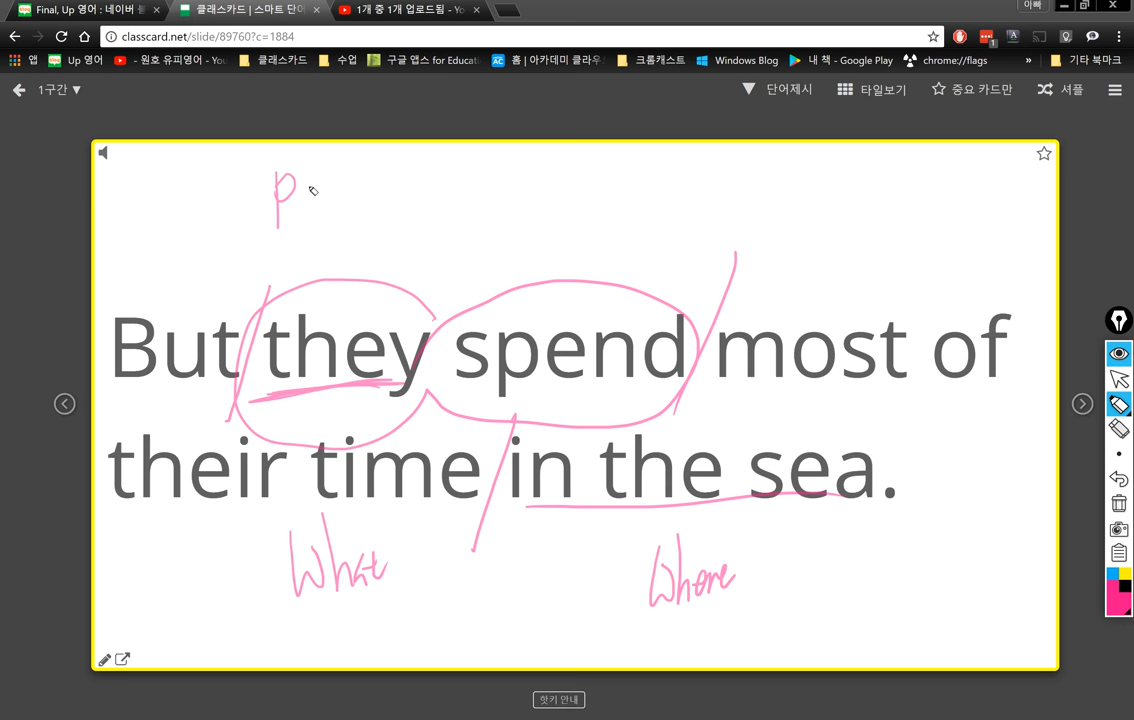 Final, Up 영어 : 네이버 블
클래스카드 | 스마트 단어
1개 중 1개 업로드됨 - Yo
아빠
classcard.net/slide/89760?c=1884
1
앱
Up 영어
- 원호 유피영어 - You
클래스카드
수업
구글 앱스 for Educati
홈 | 아카데미 클라우드
크롬캐스트
Windows Blog
내 책 - Google Play
chrome://flags
»
기타 북마크
1구간 ▼
단어제시
타일보기
중요 카드만
셔플
P
But they spend most of
their time in the sea.
What
Where
핫키 안내